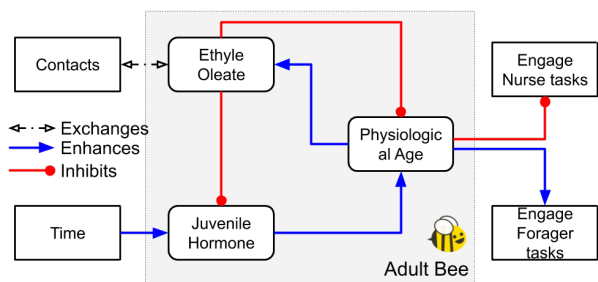 Contacts
Ethyle
Oleate
Engage
Nurse tasks
Exchanges
Enhances
Inhibits
Physiologic
al Age
Time
Juvenile
Hormone
Engage
Forager
tasks
Adult Bee